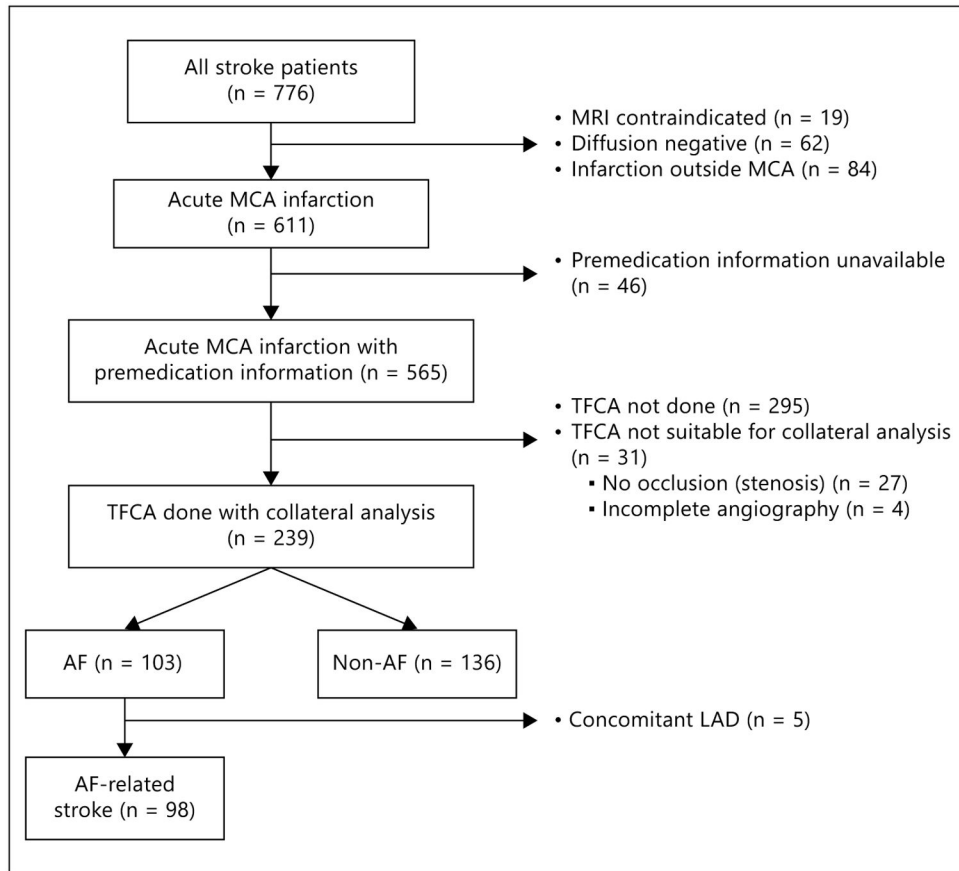 All stroke patients
(n = 776)
• MRI contraindicated (n = 19)
• Diffusion negative (n = 62)
• Infarction outside MCA (n = 84)
Acute MCA infarction
(n = 611)
• Premedication information unavailable
(n = 46)
Acute MCA infarction with
premedication information (n = 565)
• TFCA not done (n = 295)
• TFCA not suitable for collateral analysis
(n = 31)
▪ No occlusion (stenosis) (n = 27)
▪ Incomplete angiography (n = 4)
TFCA done with collateral analysis
(n = 239)
AF (n = 103)
Non-AF (n = 136)
• Concomitant LAD (n = 5)
AF-related
stroke (n = 98)